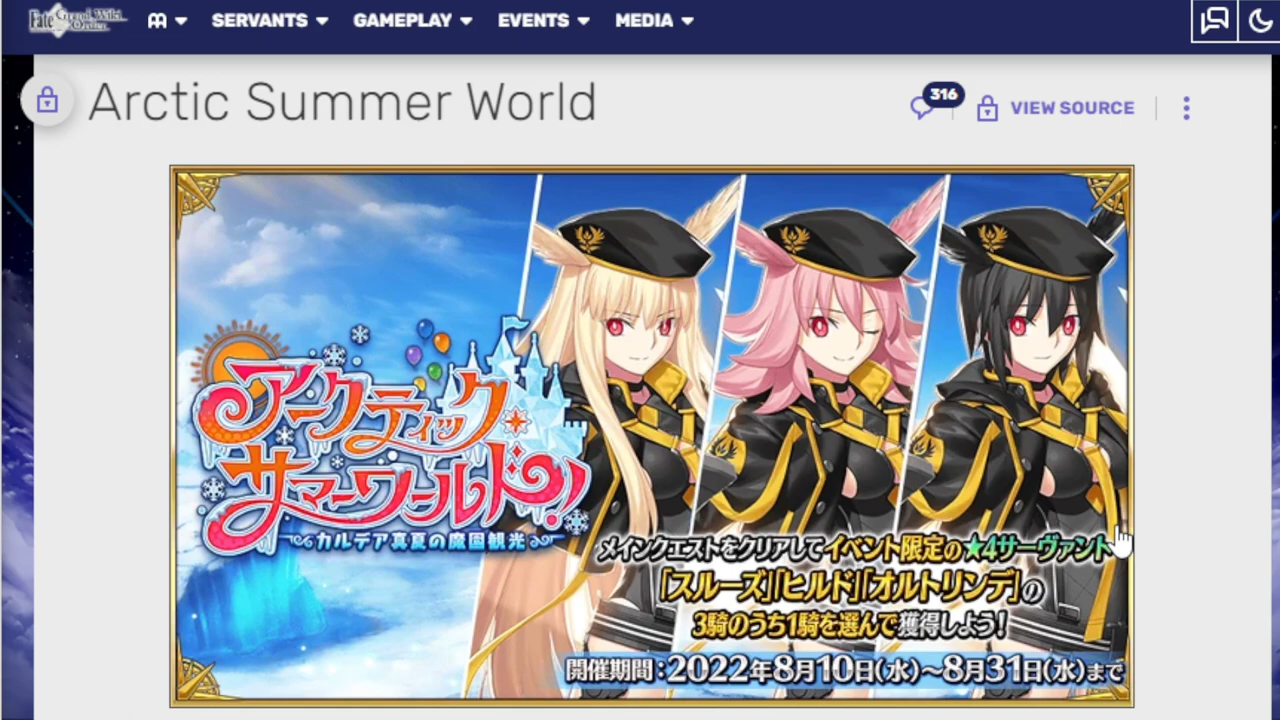 Fate Grand Order Wiki
SERVANTS
GAMEPLAY
EVENTS
MEDIA
Arctic Summer World
316
VIEW SOURCE
アークティック
サマーワールド!
カルデア真夏の魔園観光
メインクエストをクリアしてイベント限定の★4サーヴァント
「スルーズ」「ヒルド」「オルトリンデ」の
3騎のうち1騎を選んで獲得しよう!
開催期間:2022年8月10日(水)～8月31日(水)まで